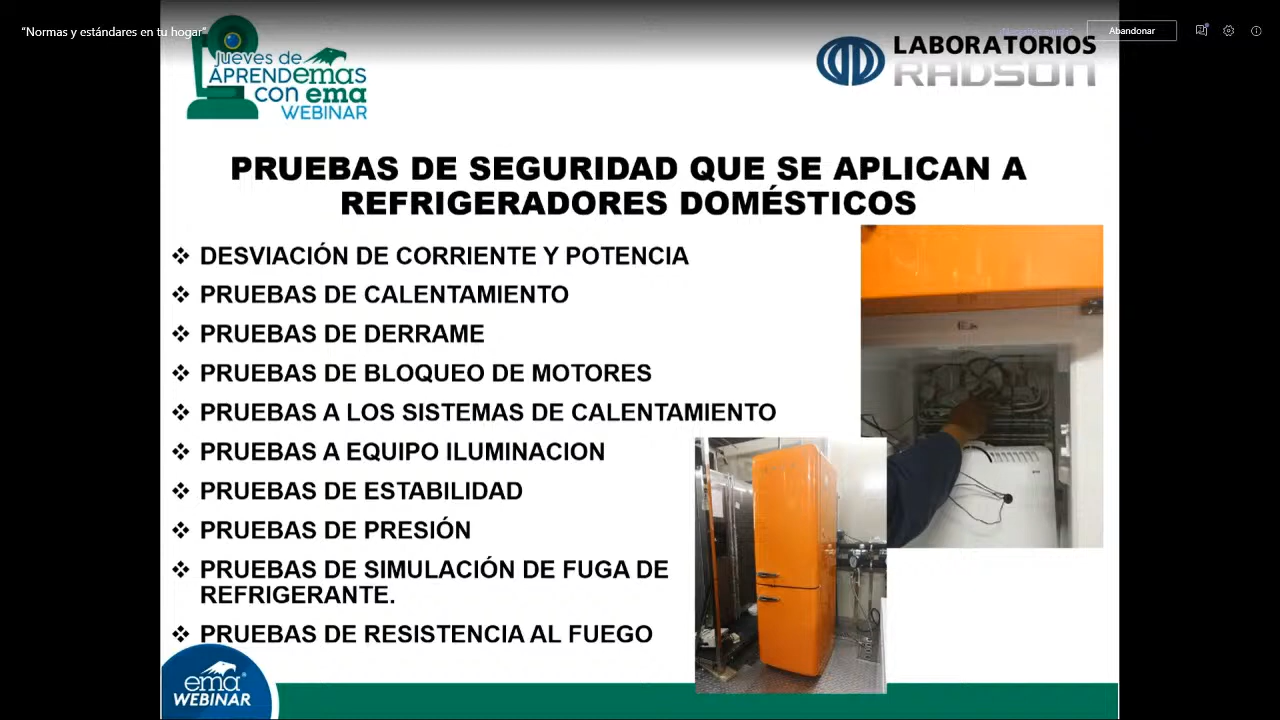 “Normas y estándares en tu hogar”
Abandonar
jueves de
APRENDEMAS
con ema
WEBINAR
LABORATORIOS
RADSON
PRUEBAS DE SEGURIDAD QUE SE APLICAN A
REFRIGERADORES DOMÉSTICOS
❖ DESVIACIÓN DE CORRIENTE Y POTENCIA
❖ PRUEBAS DE CALENTAMIENTO
❖ PRUEBAS DE DERRAME
❖ PRUEBAS DE BLOQUEO DE MOTORES
❖ PRUEBAS A LOS SISTEMAS DE CALENTAMIENTO
❖ PRUEBAS A EQUIPO ILUMINACION
❖ PRUEBAS DE ESTABILIDAD
❖ PRUEBAS DE PRESIÓN
❖ PRUEBAS DE SIMULACIÓN DE FUGA DE
REFRIGERANTE.
❖ PRUEBAS DE RESISTENCIA AL FUEGO
ema
WEBINAR